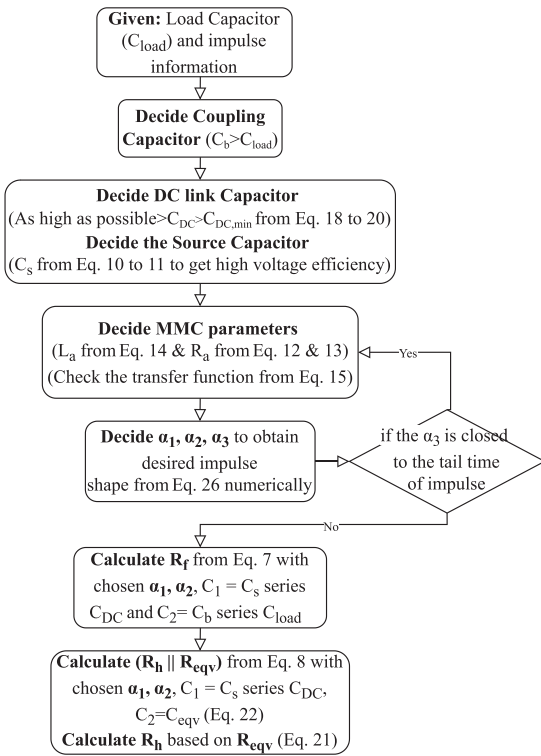 Given: Load Capacitor
(Cload) and impulse
information
Decide Coupling
Capacitor (Cb>Cload)
Decide DC link Capacitor
(As high as possible>CDC>CDC,min from Eq. 18 to 20)
Decide the Source Capacitor
(Cs from Eq. 10 to 11 to get high voltage efficiency)
Decide MMC parameters
(La from Eq. 14 & Ra from Eq. 12 & 13)
(Check the transfer function from Eq. 15)
Yes
Decide α1, α2, α3 to obtain
desired impulse
shape from Eq. 26 numerically
if the α3 is closed
to the tail time
of impulse
No
Calculate Rf from Eq. 7 with
chosen α1, α2, C1 = Cs series
CDC and C2= Cb series Cload
Calculate (Rh || Reqv) from Eq. 8 with
chosen α1, α2, C1 = Cs series CDC,
C2=Ceqv (Eq. 22)
Calculate Rh based on Reqv (Eq. 21)